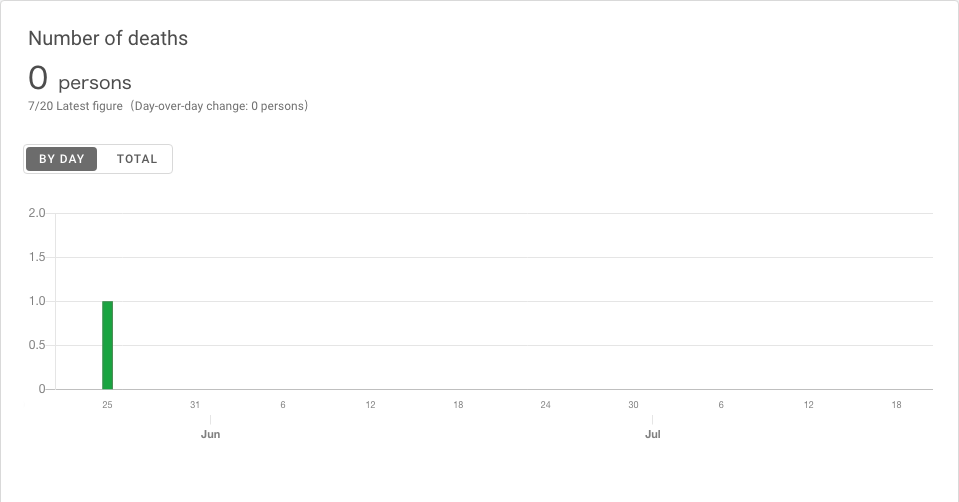 Number of deaths
0 persons
7/20 Latest figure（Day-over-day change: 0 persons）
BY DAY TOTAL
2.0
1.5
1.0
0.5
0
25 31 6 12 18 24 30 6 12 18
Jun Jul